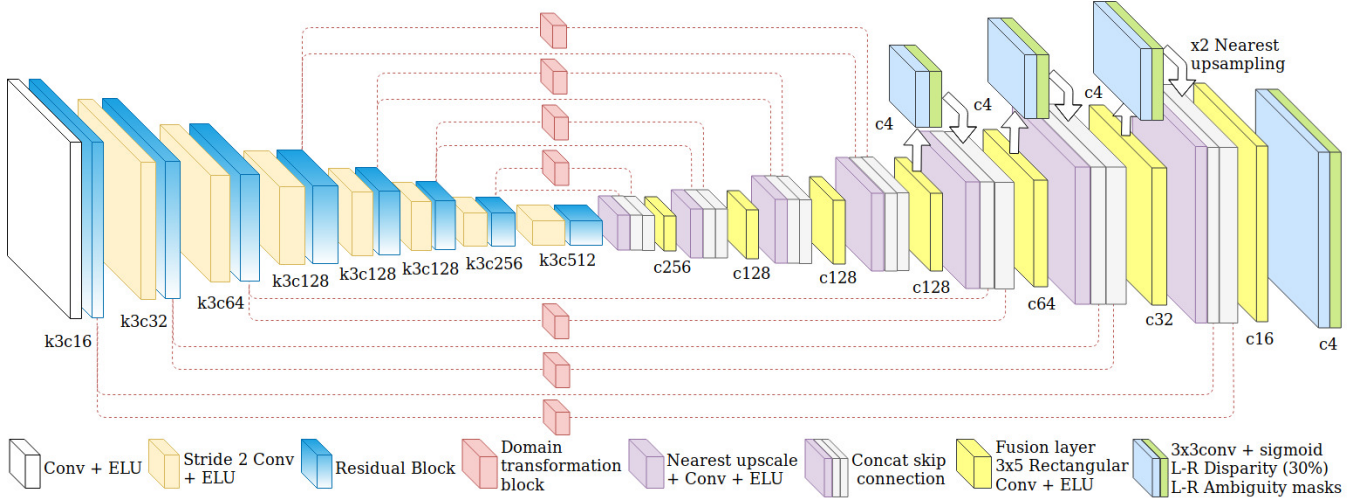 x2 Nearest
upsampling
c4
c4
c4
k3c16
k3c32
k3c64
k3c128
k3c128
k3c128
k3c256
k3c512
c256
c128
c128
c128
c64
c32
c16
c4
Conv + ELU
Stride 2 Conv
+ ELU
Residual Block
Domain
transformation
block
Nearest upscale
+ Conv + ELU
Concat skip
connection
Fusion layer
3x5 Rectangular
Conv + ELU
3x3conv + sigmoid
L-R Disparity (30%)
L-R Ambiguity masks